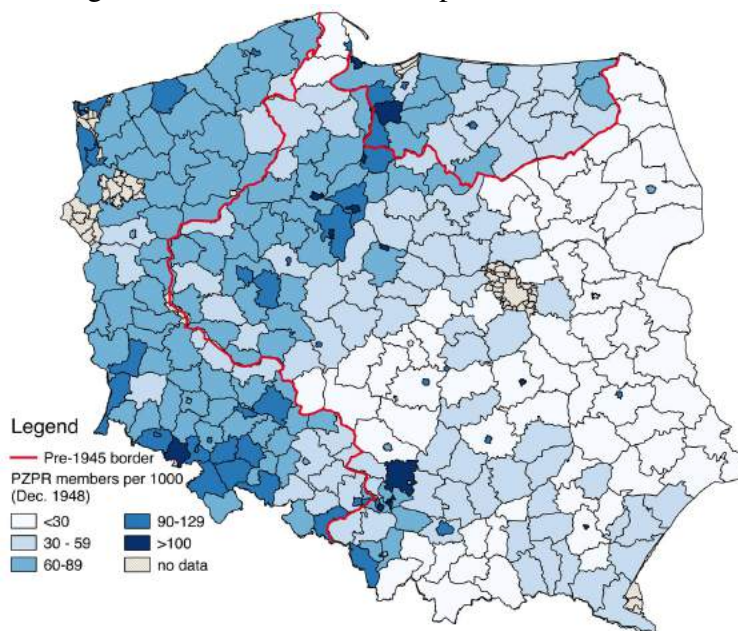 Legend
Pre-1945 border
PZPR members per 1000
(Dec. 1948)
<30
30 - 59
60-89
90-129
>100
no data